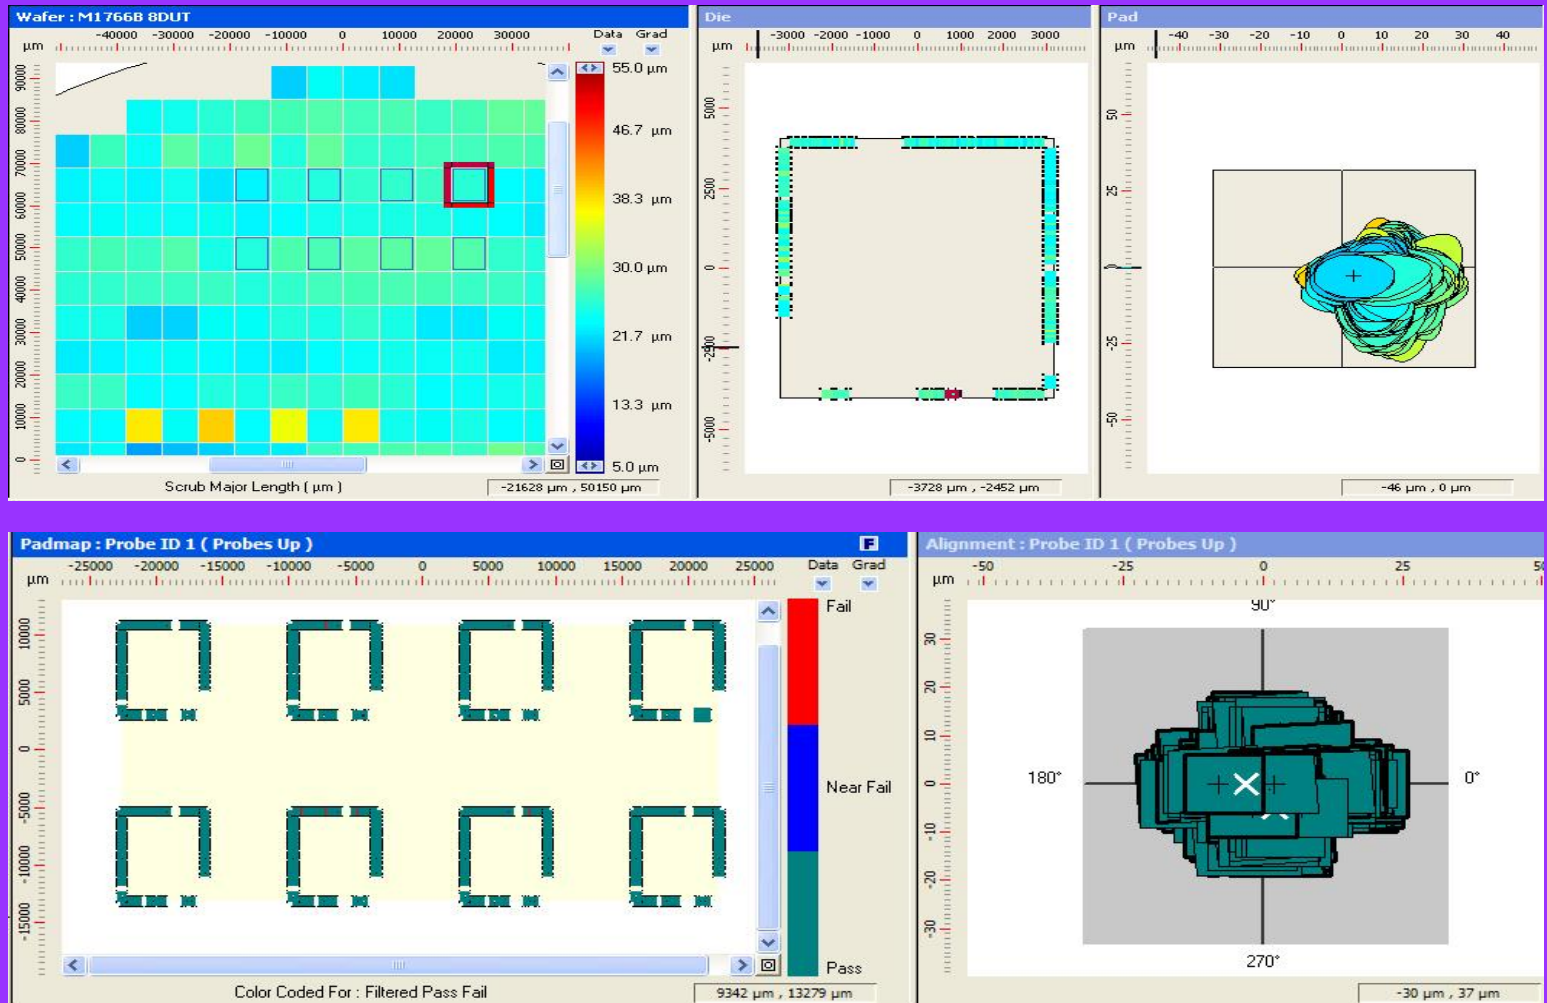 Wafer : M1766B 8DUT
Die
Pad
µm -40000 -30000 -20000 -10000 0 10000 20000 30000
Data Grad
µm -3000 -2000 -1000 0 1000 2000 3000
µm -40 -30 -20 -10 0 10 20 30 40
90000
80000
70000
60000
50000
40000
30000
20000
10000
0
55.0 µm
46.7 µm
38.3 µm
30.0 µm
21.7 µm
13.3 µm
5.0 µm
5000
2500
0
-2500
-5000
50
25
0
-25
-50
Scrub Major Length ( µm )
-21628 µm , 50150 µm
-3728 µm , -2452 µm
-46 µm , 0 µm
Padmap : Probe ID 1 ( Probes Up )
F
Alignment : Probe ID 1 ( Probes Up )
µm -25000 -20000 -15000 -10000 -5000 0 5000 10000 15000 20000 25000
Data Grad
µm -50 -25 0 25 50
10000
5000
0
-5000
-10000
-15000
Fail
Near Fail
Pass
30
20
10
0
-10
-20
-30
90°
180°
0°
270°
Color Coded For : Filtered Pass Fail
9342 µm , 13279 µm
-30 µm , 37 µm